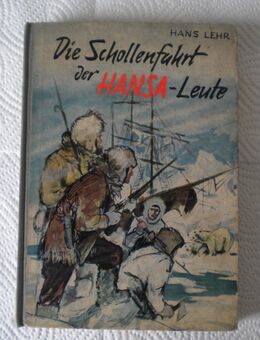 HANS LEHR
Die Schollenfahrt
der HANSA-Leute